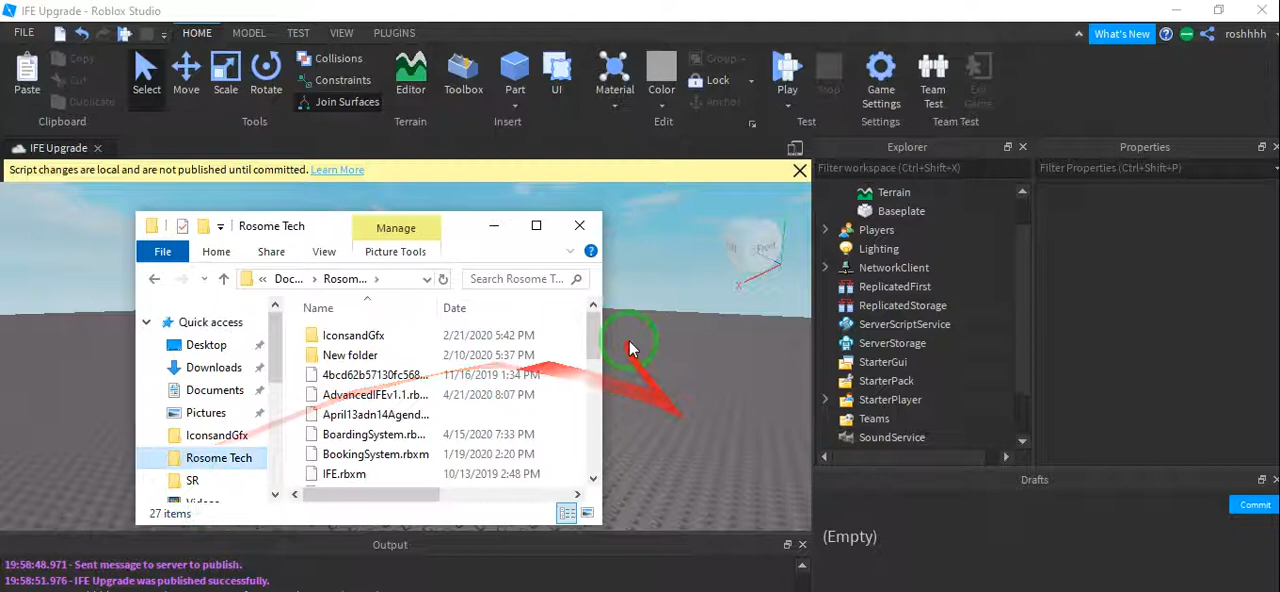 IFE Upgrade - Roblox Studio
FILE HOME MODEL TEST VIEW PLUGINS What's New roshhhh
Copy
Cut
Duplicate
Paste Select Move Scale Rotate
Collisions
Constraints
Join Surfaces
Editor Toolbox Part UI Material Color
Group
Lock
Anchor
Play Stop Game Settings Team Test Exit Game
Clipboard Tools Terrain Insert Edit Test Settings Team Test
IFE Upgrade Explorer Properties
Script changes are local and are not published until committed. Learn More
Filter workspace (Ctrl+Shift+X) Filter Properties (Ctrl+Shift+P)
Terrain
Baseplate
Players
Lighting
NetworkClient
ReplicatedFirst
ReplicatedStorage
ServerScriptService
ServerStorage
StarterGui
StarterPack
StarterPlayer
Teams
SoundService
Rosome Tech Manage
File Home Share View Picture Tools
« Doc... › Rosom... › Search Rosome T...
Name Date
Quick access
Desktop
Downloads
Documents
Pictures
IconsandGfx
Rosome Tech
SR
IconsandGfx 2/21/2020 5:42 PM
New folder 2/10/2020 5:37 PM
4bcd62b57130fc568... 11/16/2019 1:34 PM
AdvancedIFEv1.1.rb... 4/21/2020 8:07 PM
April13adn14Agend...
BoardingSystem.rb... 4/15/2020 7:33 PM
BookingSystem.rbxm 1/19/2020 2:20 PM
IFE.rbxm 10/13/2019 2:48 PM
27 items
Front
X
Drafts
Commit
(Empty)
Output
19:58:48.971 - Sent message to server to publish.
19:58:51.976 - IFE Upgrade was published successfully.